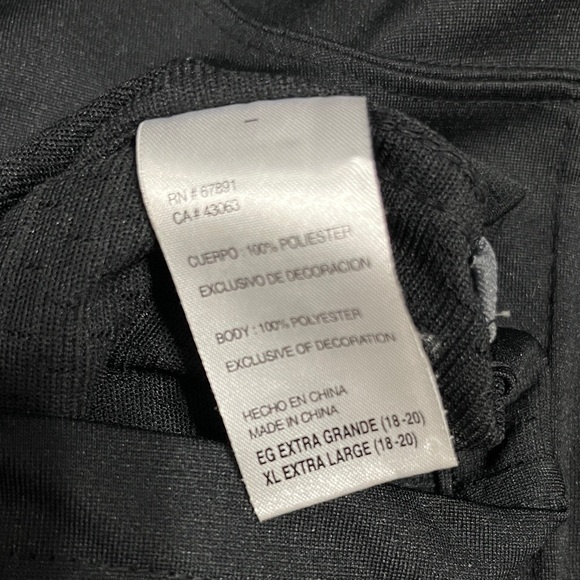 RN # 67891
CA # 43063
CUERPO : 100% POLIESTER
EXCLUSIVO DE DECORACION
BODY : 100% POLYESTER
EXCLUSIVE OF DECORATION
HECHO EN CHINA
MADE IN CHINA
EG EXTRA GRANDE (18-20)
XL EXTRA LARGE (18-20)